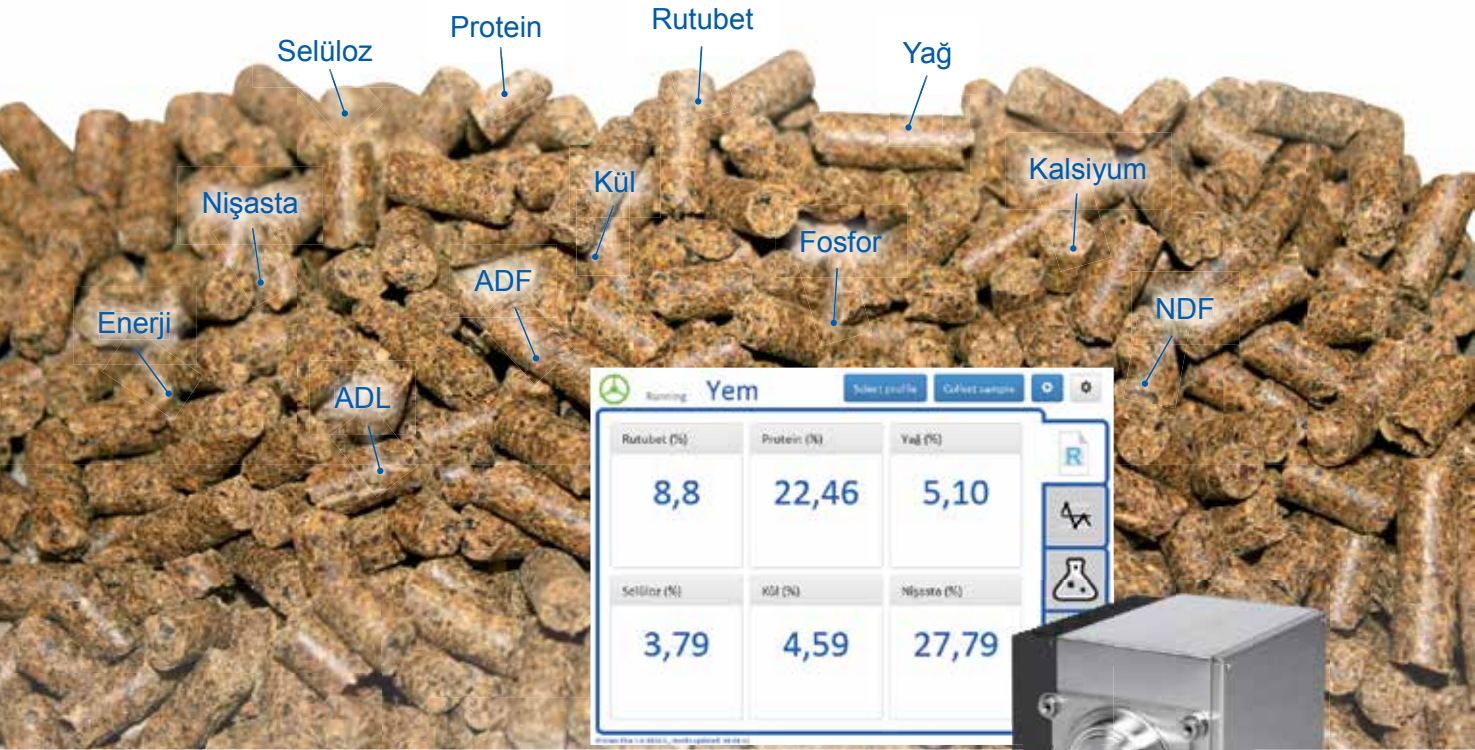 Protein
Rutubet
Selüloz
Yağ
Kalsiyum
Kül
Nişasta
Fosfor
ADF
NDF
Enerji
ADL
Running Yem
Select profile
Collect sample
Rutubet (%)
Protein (%)
Yağ (%)
8,8
22,46
5,10
R
Selüloz (%)
Kül (%)
Nişasta (%)
3,79
4,59
27,79